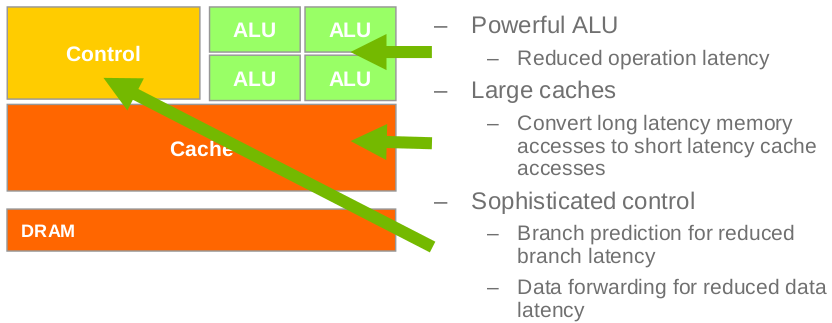 Control
ALU
ALU
ALU
ALU
Cache
DRAM
– Powerful ALU
– Reduced operation latency
– Large caches
– Convert long latency memory
accesses to short latency cache
accesses
– Sophisticated control
– Branch prediction for reduced
branch latency
– Data forwarding for reduced data
latency